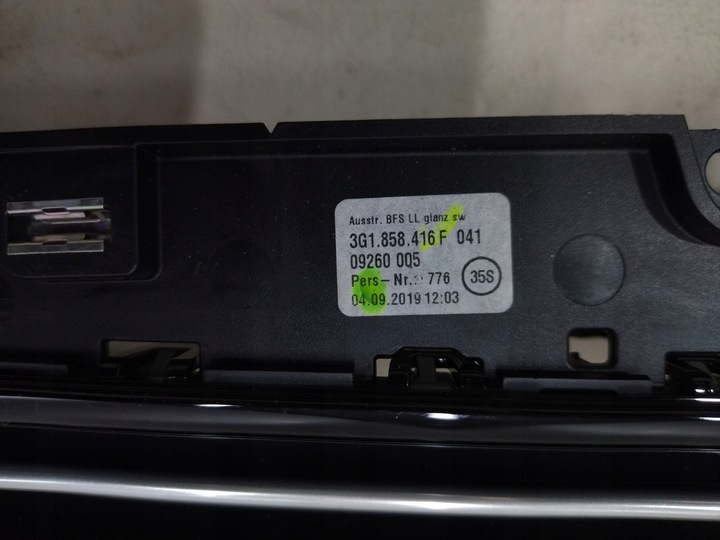 Ausstr. BFS LL glanz sw
3G1.858.416 F 041
09260 005
Pers-Nr.: 776 35S
04.09.2019 12:03